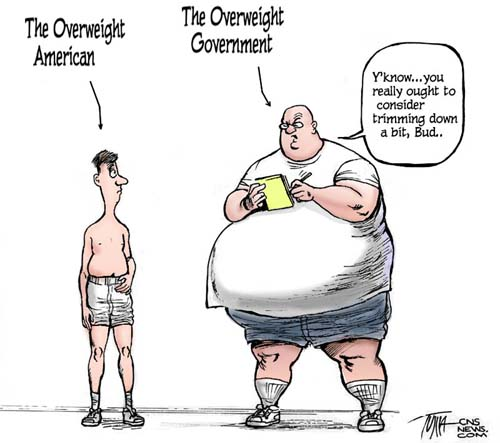 The Overweight
American
The Overweight
Government
Y'know...you
really ought to
consider
trimming down
a bit, Bud..
CNS
NEWS.
COM